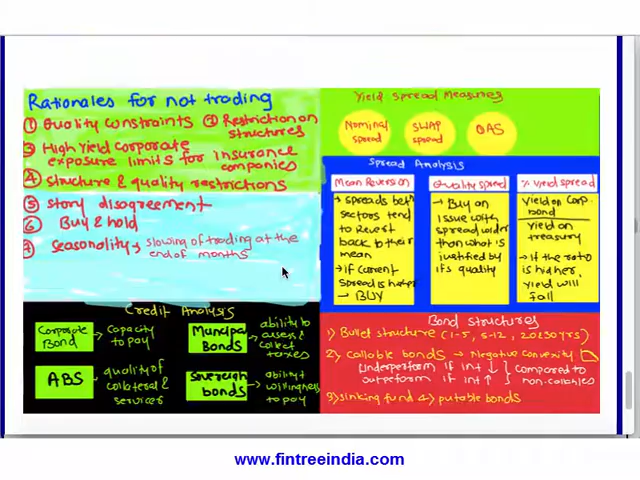 Rationales for not trading
① Quality constraints ② Restriction on structures
③ High yield corporate exposure limits for insurance companies
④ structure & quality restrictions
⑤ story disagreement
⑥ Buy & hold
⑦ seasonality → slowing of trading at the end of months
Yield Spread Measures
Nominal spread
SWAP spread
OAS
Spread Analysis
Mean Reversion
→ spreads betn sectors tend to revert back to their mean
→ if current spread is higher
→ BUY
Quality spread
→ Buy an issue with spread wider than what is justified by its quality
% Yield spread
Yield on corp. bond
Yield on treasury
→ if the ratio is higher, yield will fall
Credit Analysis
Corporate Bond → capacity to pay
Municipal Bonds → ability to assess & collect taxes
ABS → quality of collateral & servicer
Sovereign bonds → ability willingness to pay
Bond structures
1) Bullet structure (1-5, 5-12, 20&30 yrs)
2) callable bonds → Negative convexity
underperform if int ↓
outperform if int ↑
compared to non-callables
3) sinking fund 4) putable bonds
www.fintreeindia.com